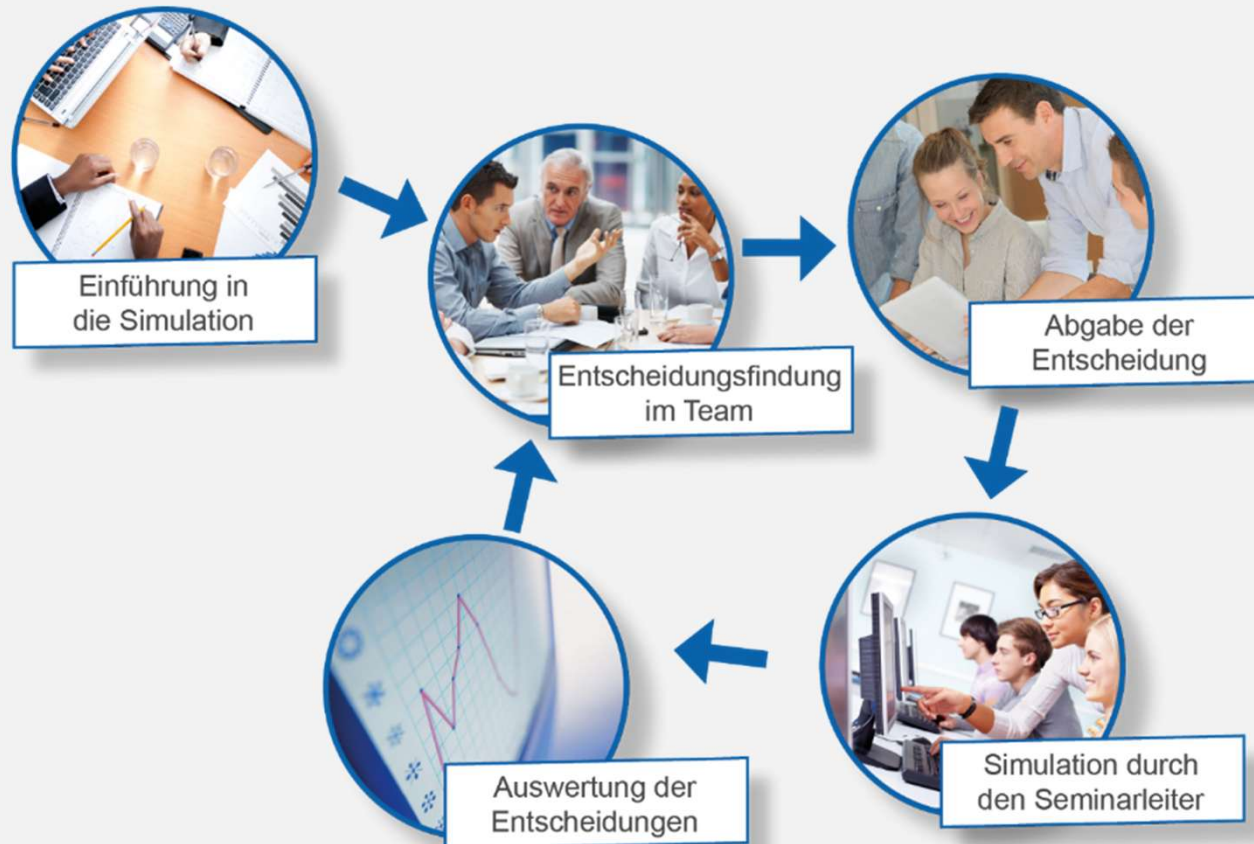 Einführung in
die Simulation
Entscheidungsfindung
im Team
Abgabe der
Entscheidung
Simulation durch
den Seminarleiter
Auswertung der
Entscheidungen